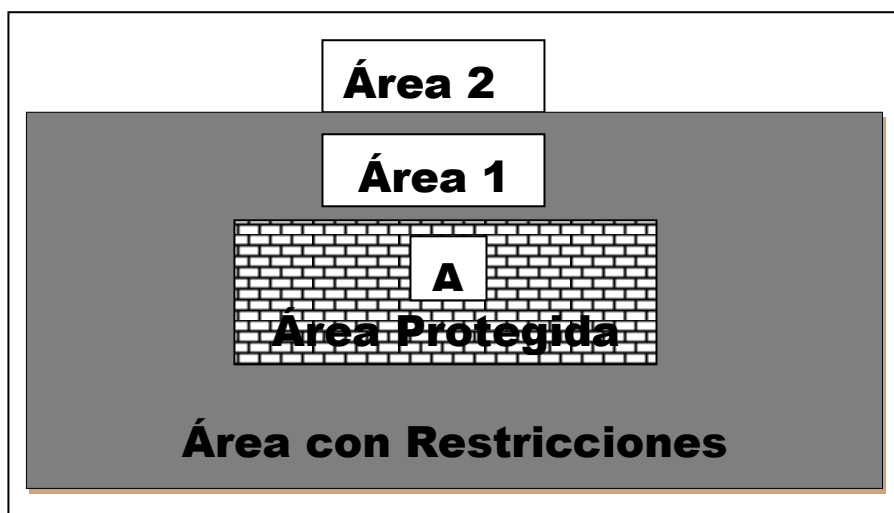 Área 2
Área 1
A
Área Protegida
Área con Restricciones